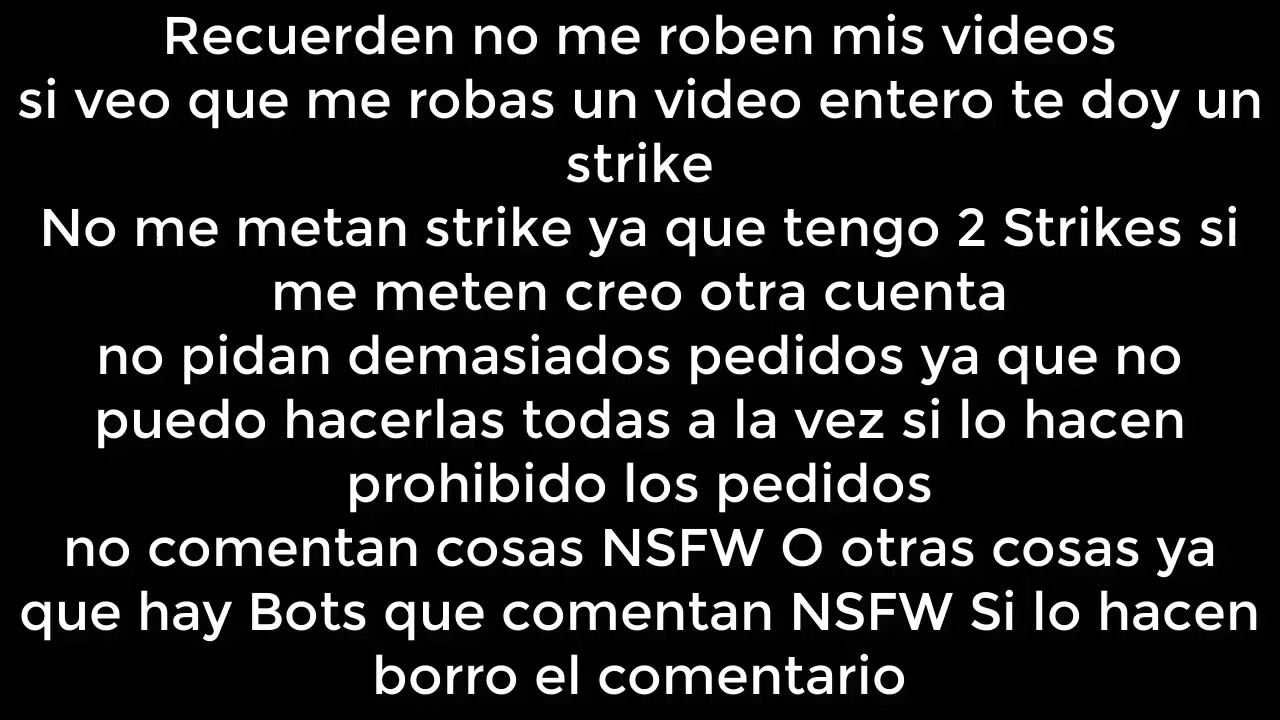 Recuerden no me roben mis videos
si veo que me robas un video entero te doy un
strike
No me metan strike ya que tengo 2 Strikes si
me meten creo otra cuenta
no pidan demasiados pedidos ya que no
puedo hacerlas todas a la vez si lo hacen
prohibido los pedidos
no comentan cosas NSFW O otras cosas ya
que hay Bots que comentan NSFW Si lo hacen
borro el comentario